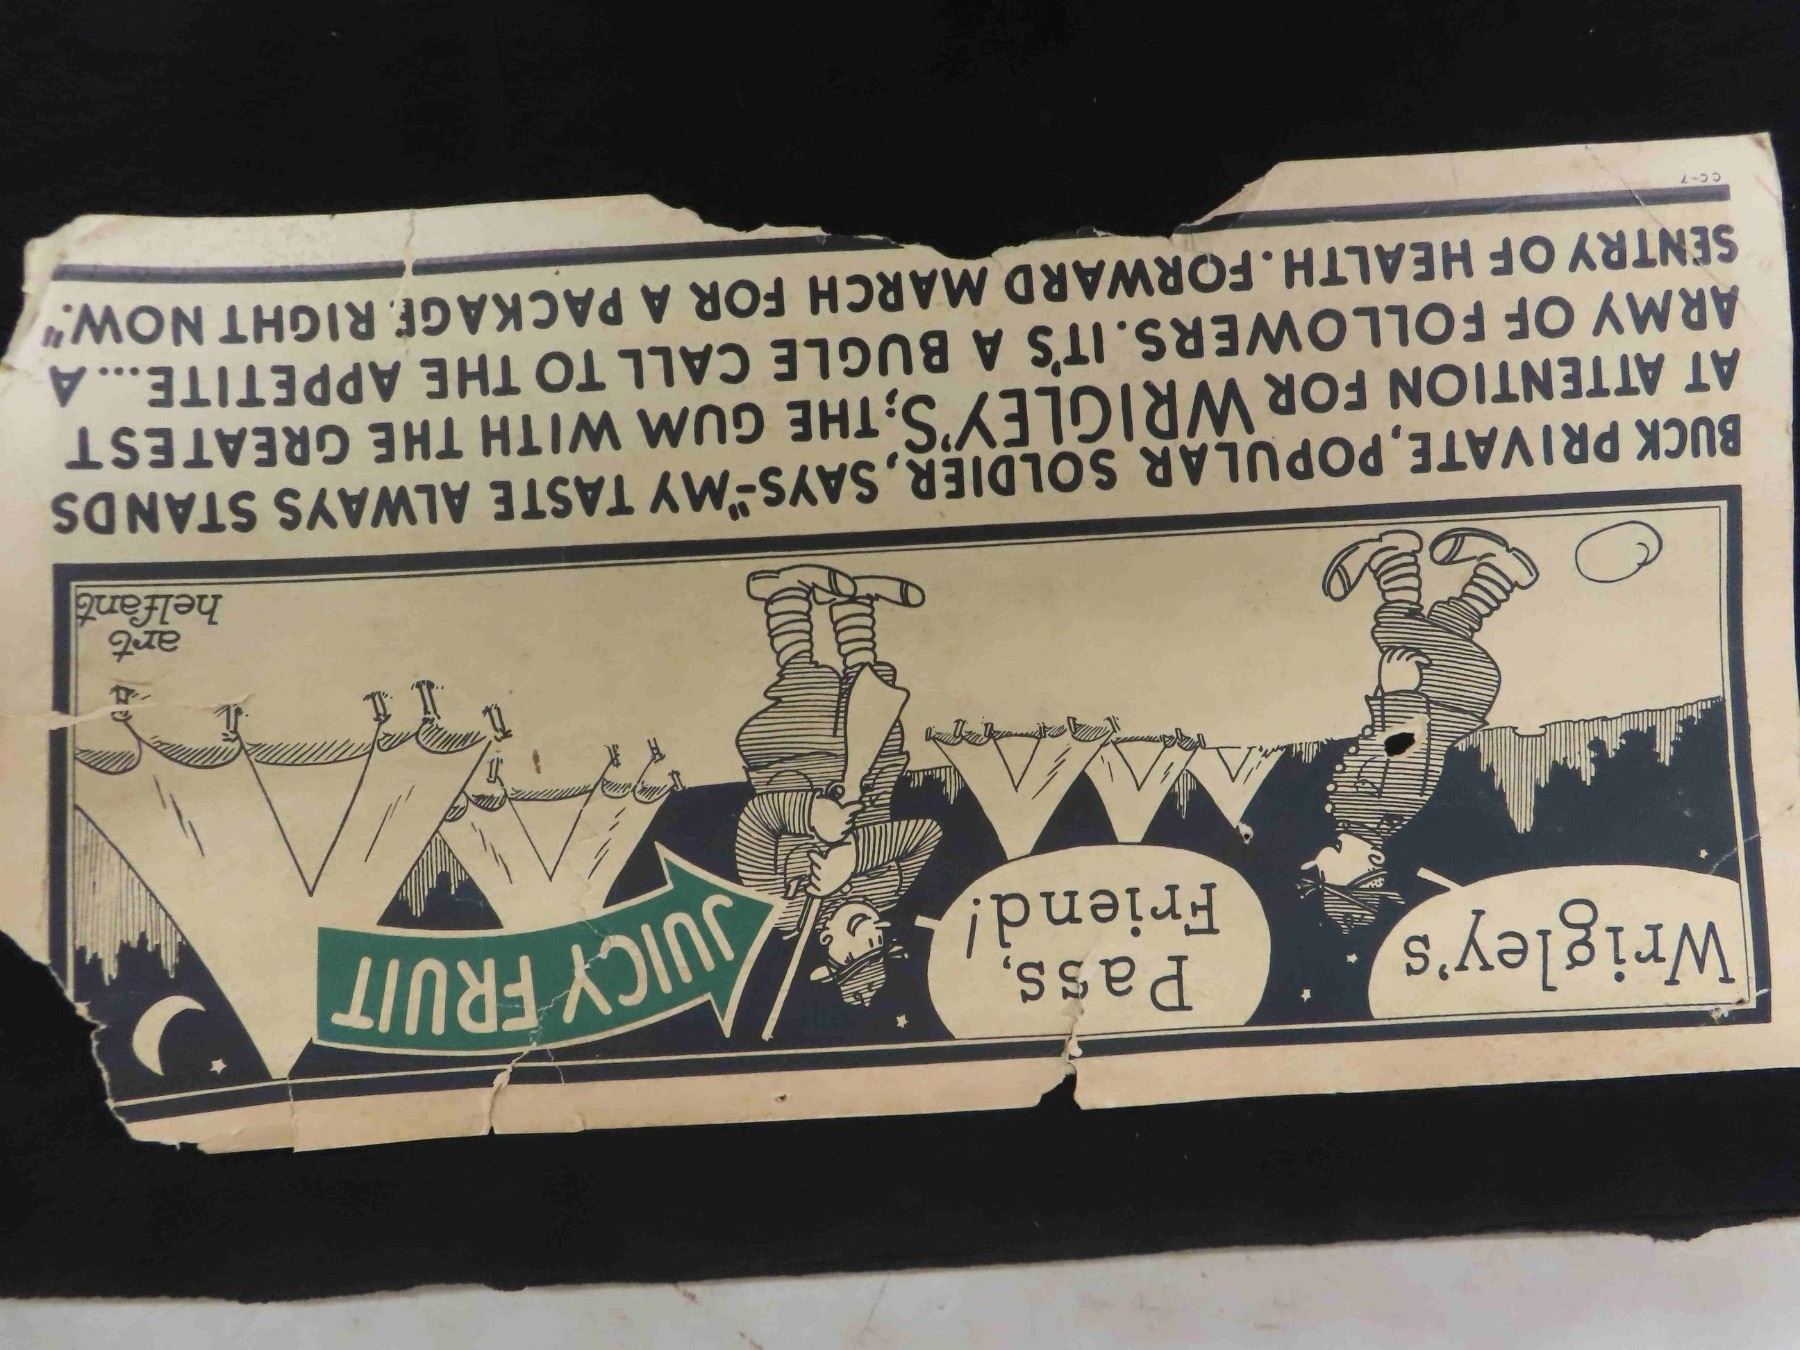 Wrigley's
Pass,
Friend!
JUICY FRUIT
art
helfant
BUCK PRIVATE, POPULAR SOLDIER, SAYS-"MY TASTE ALWAYS STANDS
AT ATTENTION FOR WRIGLEY'S; THE GUM WITH THE GREATEST
ARMY OF FOLLOWERS. IT'S A BUGLE CALL TO THE APPETITE... A
SENTRY OF HEALTH. FORWARD MARCH FOR A PACKAGE RIGHT NOW."
CC-7